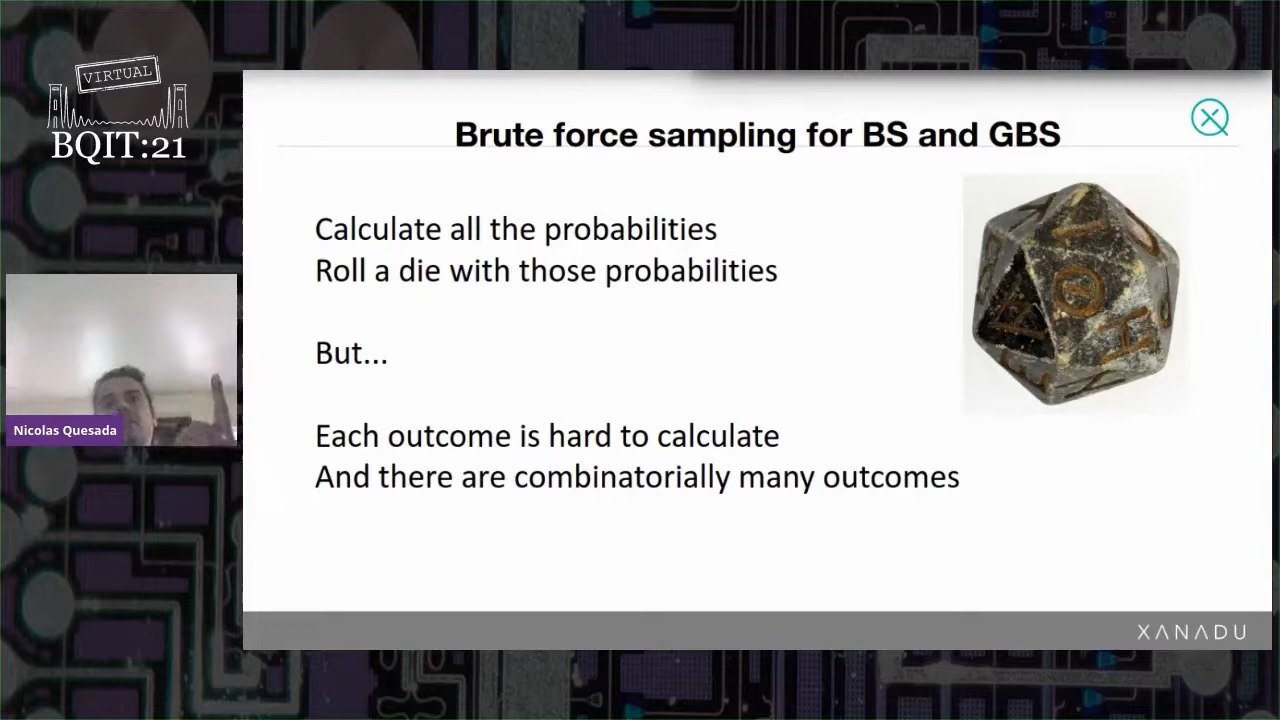 VIRTUAL
BQIT:21
Brute force sampling for BS and GBS
Calculate all the probabilities
Roll a die with those probabilities
But...
Each outcome is hard to calculate
And there are combinatorially many outcomes
Nicolas Quesada
Θ
H
XANADU